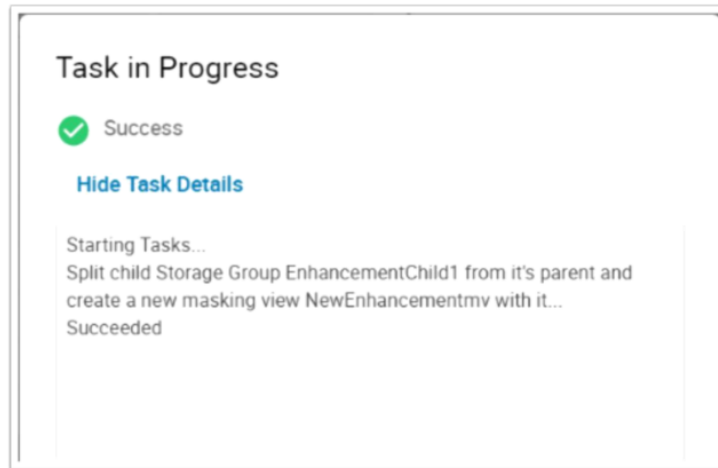 Task in Progress
Success
Hide Task Details
Starting Tasks...
Split child Storage Group EnhancementChild1 from it's parent and
create a new masking view NewEnhancementmv with it...
Succeeded